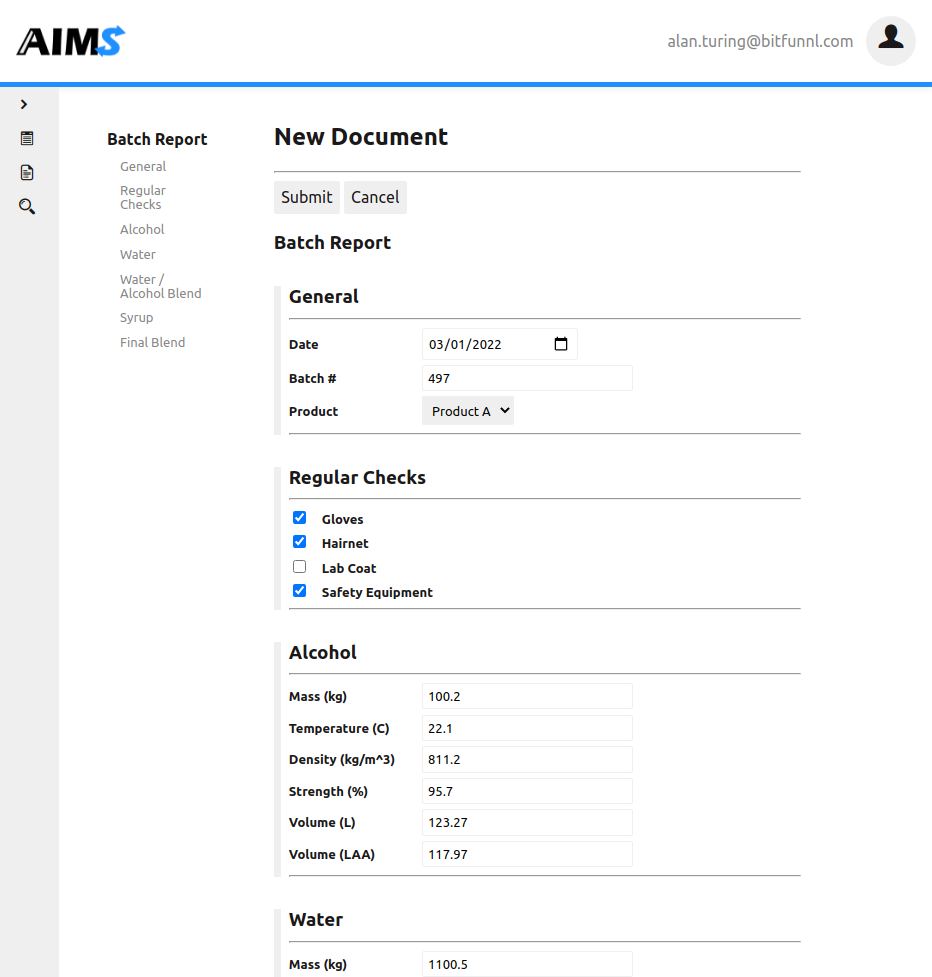 AIMS
alan.turing@bitfunnl.com
Batch Report
General
Regular
Checks
Alcohol
Water
Water /
Alcohol Blend
Syrup
Final Blend
New Document
Submit Cancel
Batch Report
General
Date 03/01/2022
Batch # 497
Product Product A
Regular Checks
Gloves
Hairnet
Lab Coat
Safety Equipment
Alcohol
Mass (kg) 100.2
Temperature (C) 22.1
Density (kg/m^3) 811.2
Strength (%) 95.7
Volume (L) 123.27
Volume (LAA) 117.97
Water
Mass (kg) 1100.5